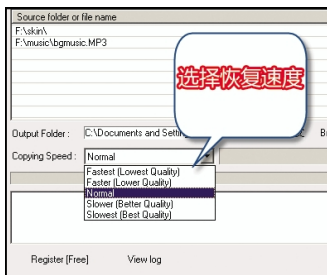 Source folder or file name
F:\skin\
F:\music\bgmusic.MP3
选择恢复速度
Output Folder : C:\Documents and Setti
Copying Speed : Normal
Fastest (Lowest Quality)
Faster (Lower Quality)
Normal
Slower (Better Quality)
Slowest (Best Quality)
Register (Free) View log